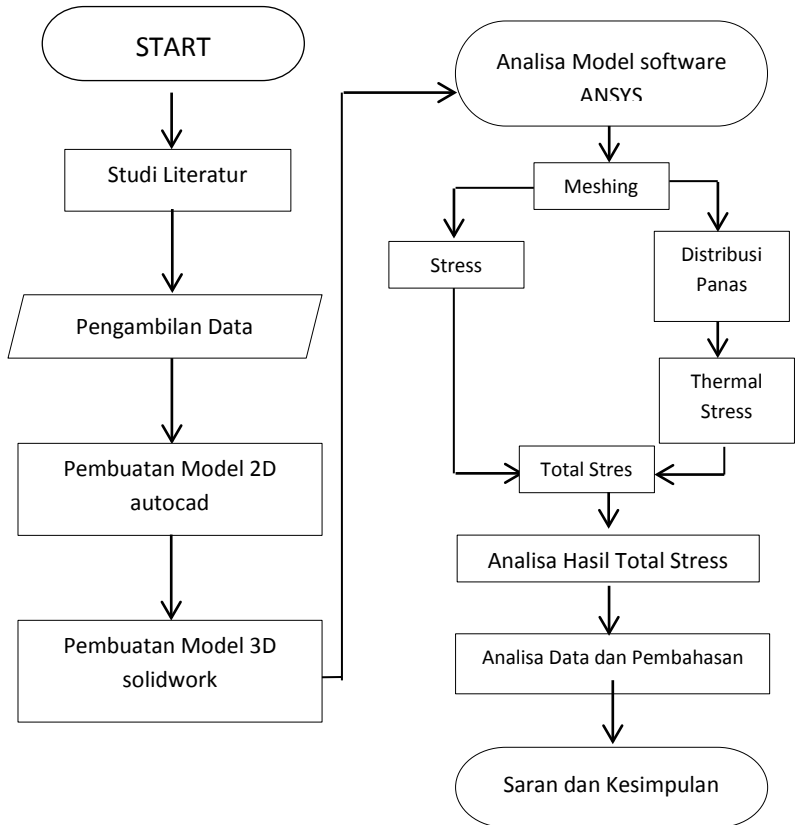 START
Studi Literatur
Pengambilan Data
Pembuatan Model 2D
autocad
Pembuatan Model 3D
solidwork
Analisa Model software
ANSYS
Meshing
Stress
Distribusi
Panas
Thermal
Stress
Total Stres
Analisa Hasil Total Stress
Analisa Data dan Pembahasan
Saran dan Kesimpulan